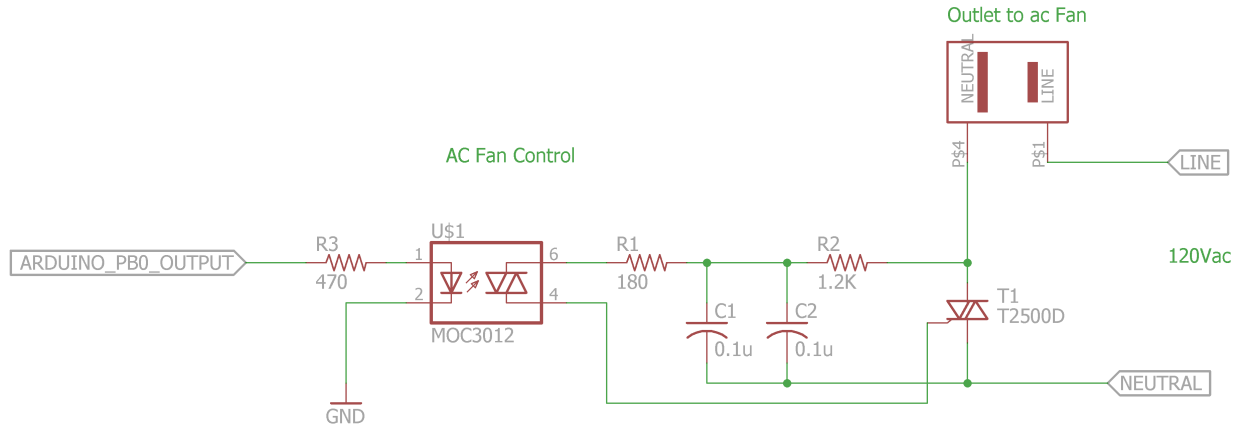 Outlet to ac Fan
NEUTRAL
LINE
P$4
P$1
LINE
AC Fan Control
U$1
R3
1
6
R1
R2
ARDUINO_PB0_OUTPUT
120Vac
470
180
1.2K
2
4
T1
T2500D
C1
C2
MOC3012
0.1u
0.1u
NEUTRAL
GND